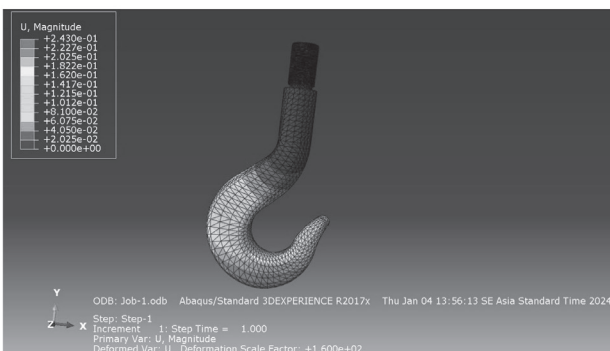 U, Magnitude
+2.430e-01
+2.227e-01
+2.025e-01
+1.822e-01
+1.620e-01
+1.417e-01
+1.215e-01
+1.012e-01
+8.100e-02
+6.075e-02
+4.050e-02
+2.025e-02
+0.000e+00
Y
Z
X
ODB: Job-1.odb Abaqus/Standard 3DEXPERIENCE R2017x Thu Jan 04 13:56:13 SE Asia Standard Time 2024
Step: Step-1
Increment 1: Step Time = 1.000
Primary Var: U, Magnitude
Deformed Var: U Deformation Scale Factor: +1.600e+02